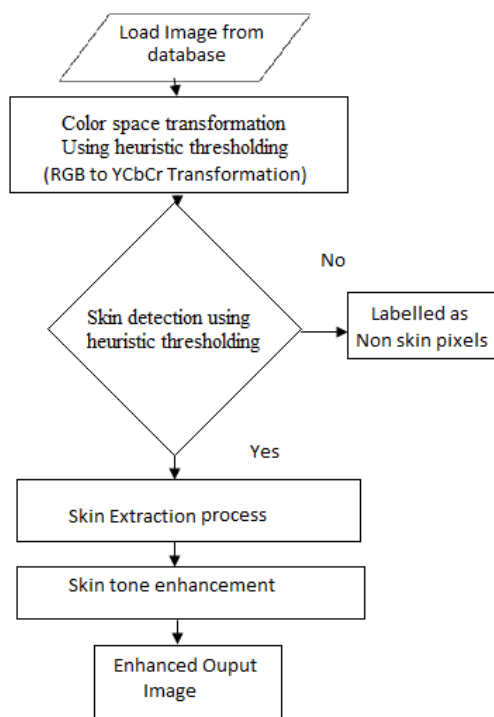 Load Image from
database
Color space transformation
Using heuristic thresholding
(RGB to YCbCr Transformation)
No
Skin detection using
heuristic thresholding
Labelled as
Non skin pixels
Yes
Skin Extraction process
Skin tone enhancement
Enhanced Ouput
Image